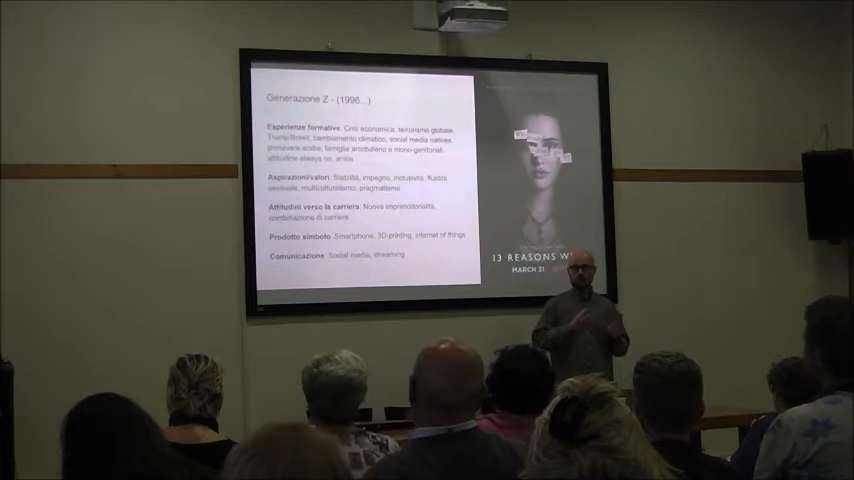 Generazione Z - (1996...)
Esperienze formative: Crisi economica, terrorismo globale,
Trump/Brexit, cambiamento climatico, social media natives,
primavere arabe, famiglie arcobaleno e mono-genitoriali,
attitudine always on, ansia
Aspirazioni/valori: Stabilità, impegno, inclusività, fluidità
sessuale, multiculturalismo, pragmatismo
Attitudini verso la carriera: Nuova imprenditorialità,
combinazione di carriere
Prodotto simbolo: Smartphone, 3D-printing, internet of things
Comunicazione: Social media, streaming
13 REASONS
MARCH 31